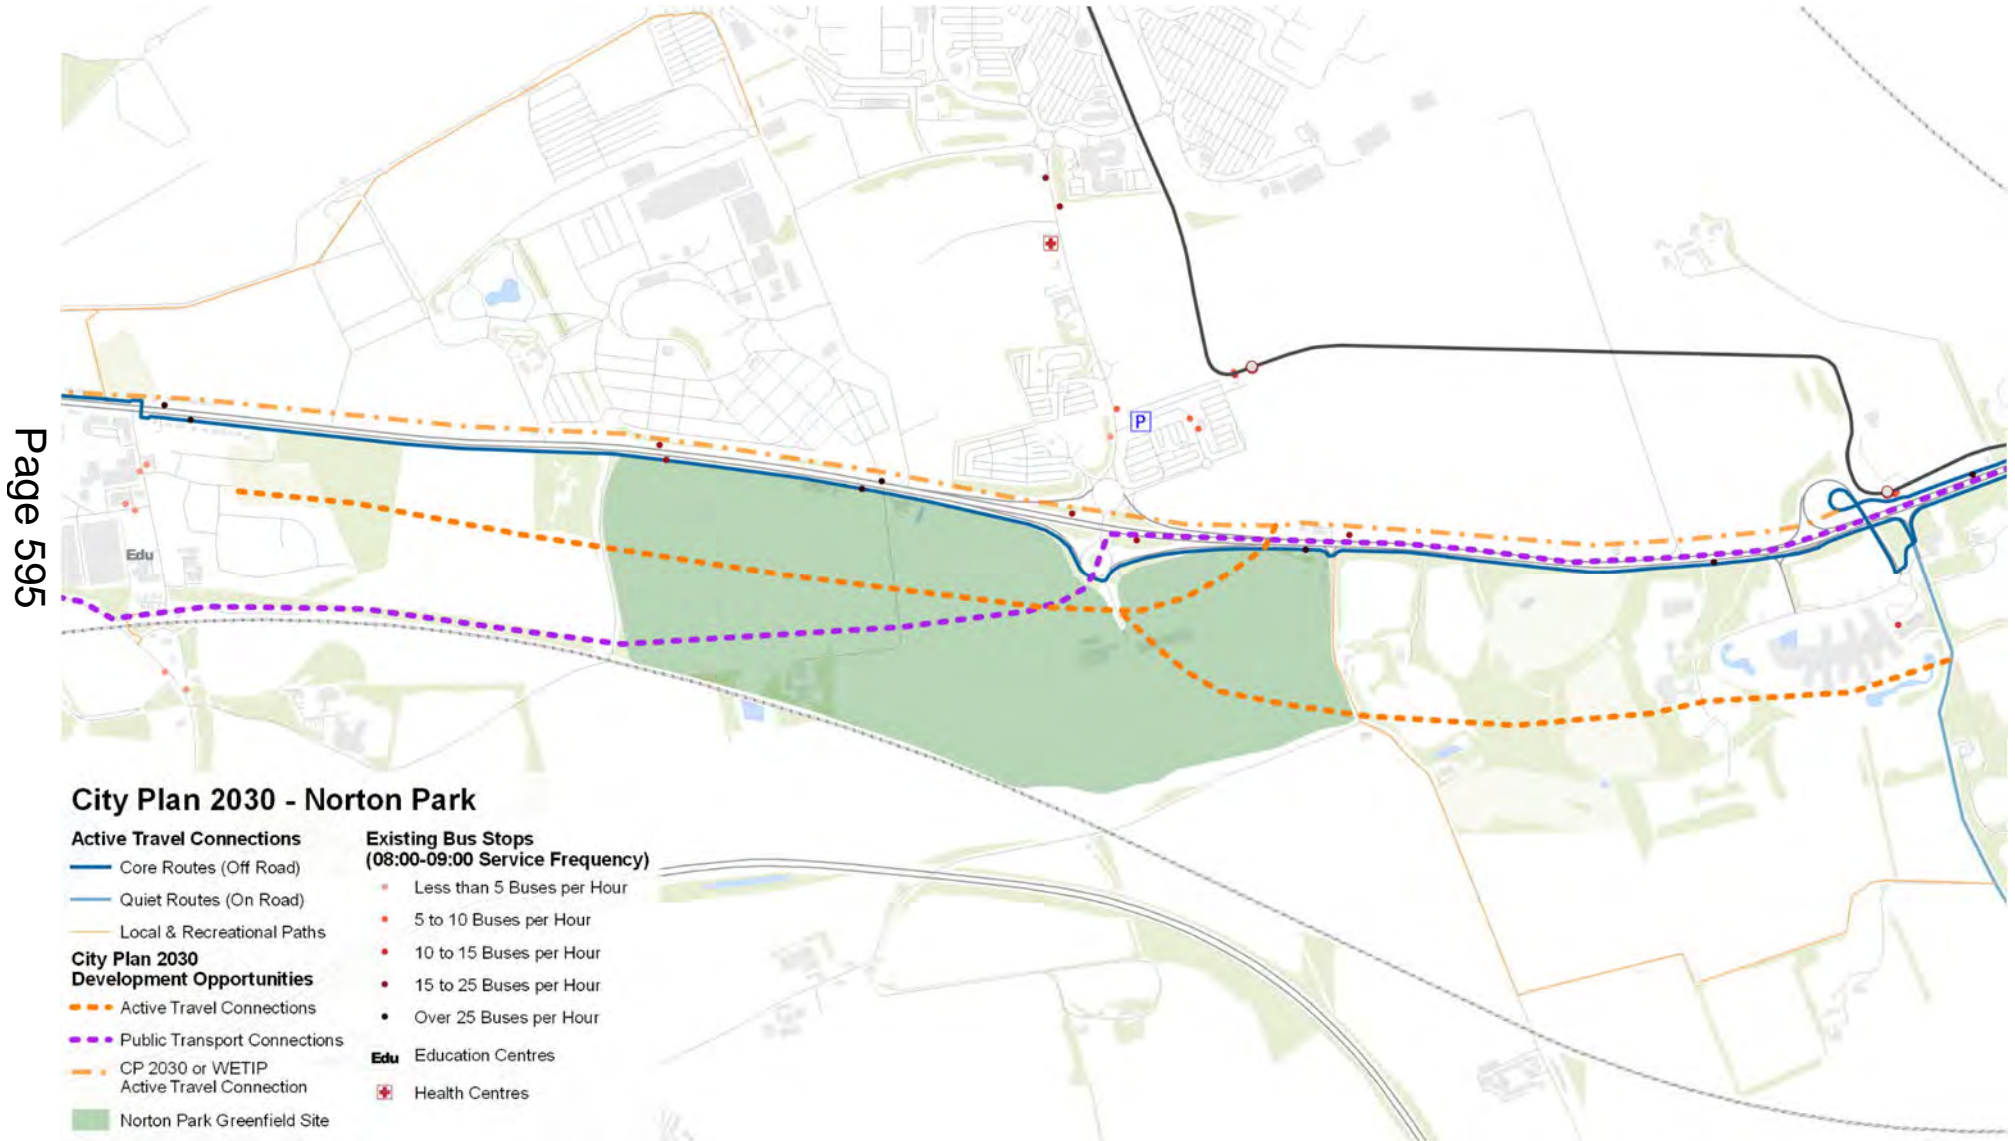 Page 595
P
Edu
City Plan 2030 - Norton Park
Active Travel Connections
Core Routes (Off Road)
Quiet Routes (On Road)
Local & Recreational Paths
City Plan 2030
Development Opportunities
Active Travel Connections
Public Transport Connections
CP 2030 or WETIP
Active Travel Connection
Norton Park Greenfield Site
Existing Bus Stops
(08:00-09:00 Service Frequency)
Less than 5 Buses per Hour
5 to 10 Buses per Hour
10 to 15 Buses per Hour
15 to 25 Buses per Hour
Over 25 Buses per Hour
Edu Education Centres
Health Centres